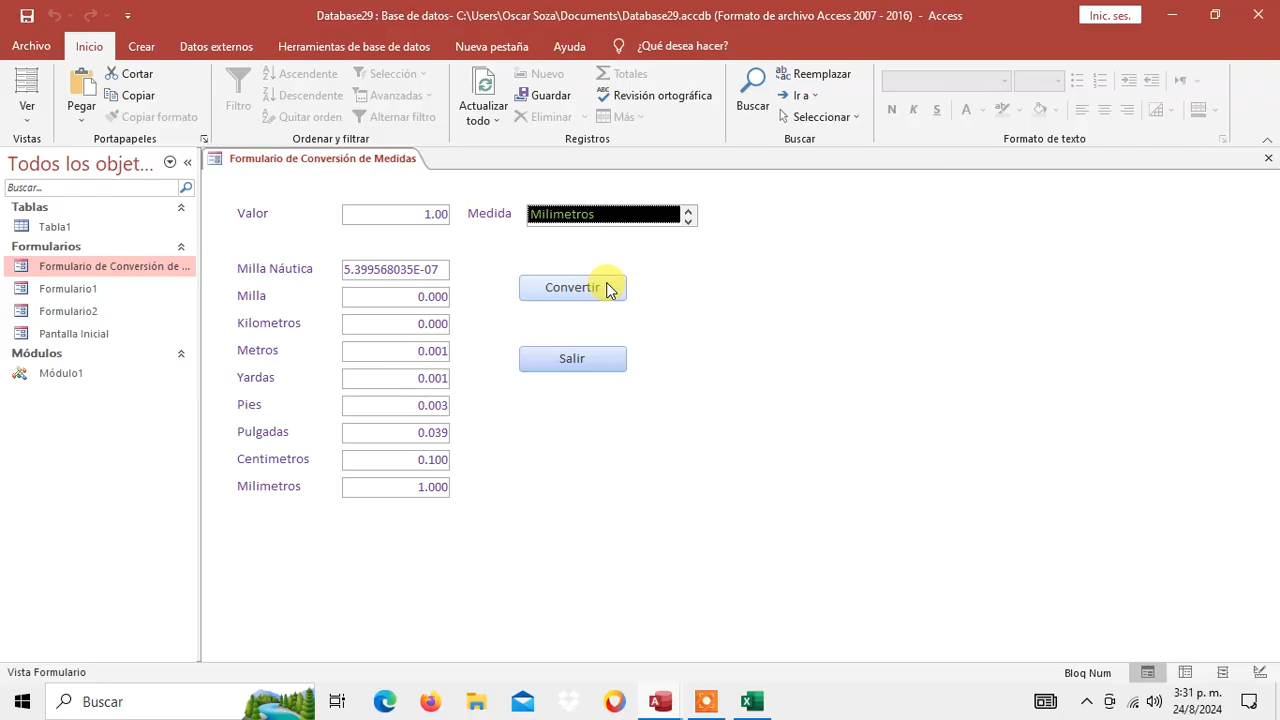 Database29 : Base de datos- C:\Users\Oscar Soza\Documents\Database29.accdb (Formato de archivo Access 2007 - 2016) - Access
Inic. ses.
Archivo Inicio Crear Datos externos Herramientas de base de datos Nueva pestaña Ayuda ¿Qué desea hacer?
Ver
Vistas
Pegar
Cortar
Copiar
Copiar formato
Portapapeles
Filtro
Ascendente
Descendente
Quitar orden
Selección
Avanzadas
Alternar filtro
Ordenar y filtrar
Actualizar
todo
Nuevo
Guardar
Eliminar
Totales
Revisión ortográfica
Más
Registros
Buscar
Reemplazar
Ir a
Seleccionar
Buscar
N K S A
Formato de texto
Todos los objet...
Buscar...
Tablas
Tabla1
Formularios
Formulario de Conversión de ...
Formulario1
Formulario2
Pantalla Inicial
Módulos
Módulo1
Formulario de Conversión de Medidas
Valor 1.00 Medida Milimetros
Milla Náutica 5.399568035E-07
Milla 0.000
Kilometros 0.000
Metros 0.001
Yardas 0.001
Pies 0.003
Pulgadas 0.039
Centimetros 0.100
Milimetros 1.000
Convertir
Salir
Vista Formulario
Bloq Num
Buscar
3:31 p. m.
24/8/2024